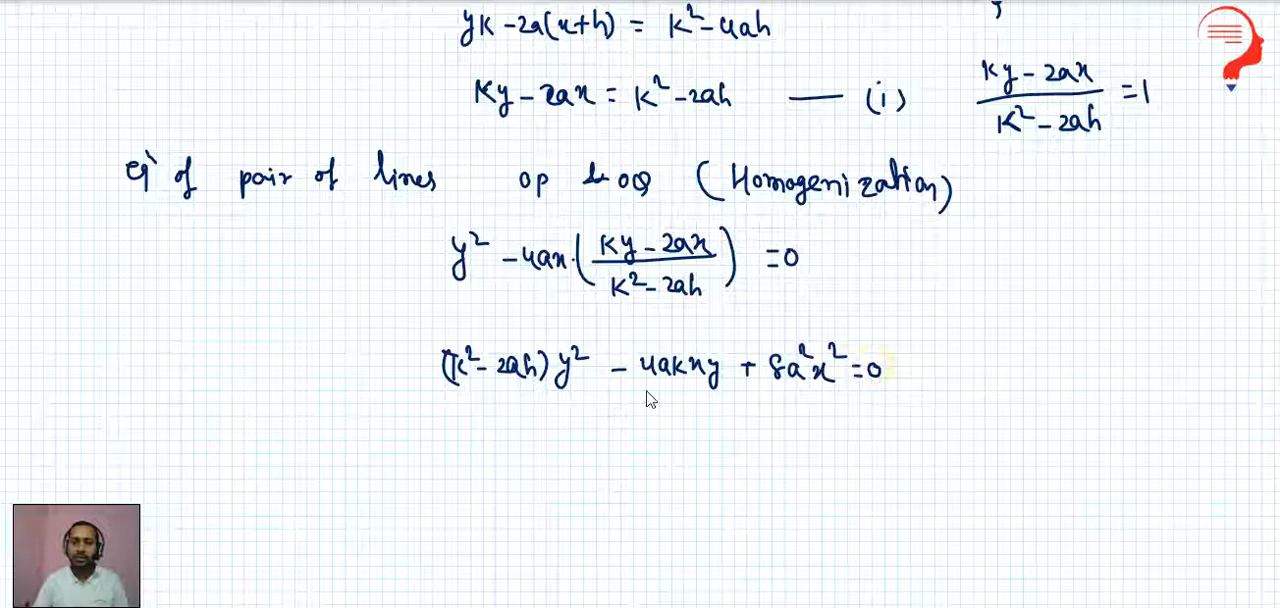 yk - 2a(x+h) = k² - 4ah
ky - 2ax = k² - 2ah —— (i) (ky - 2ax)/(k² - 2ah) = 1
of pair of lines OP & OQ (Homogenization)
y² - 4ax·((ky - 2ax)/(k² - 2ah)) = 0
(k² - 2ah)y² - 4akxy + 8a²x² = 0